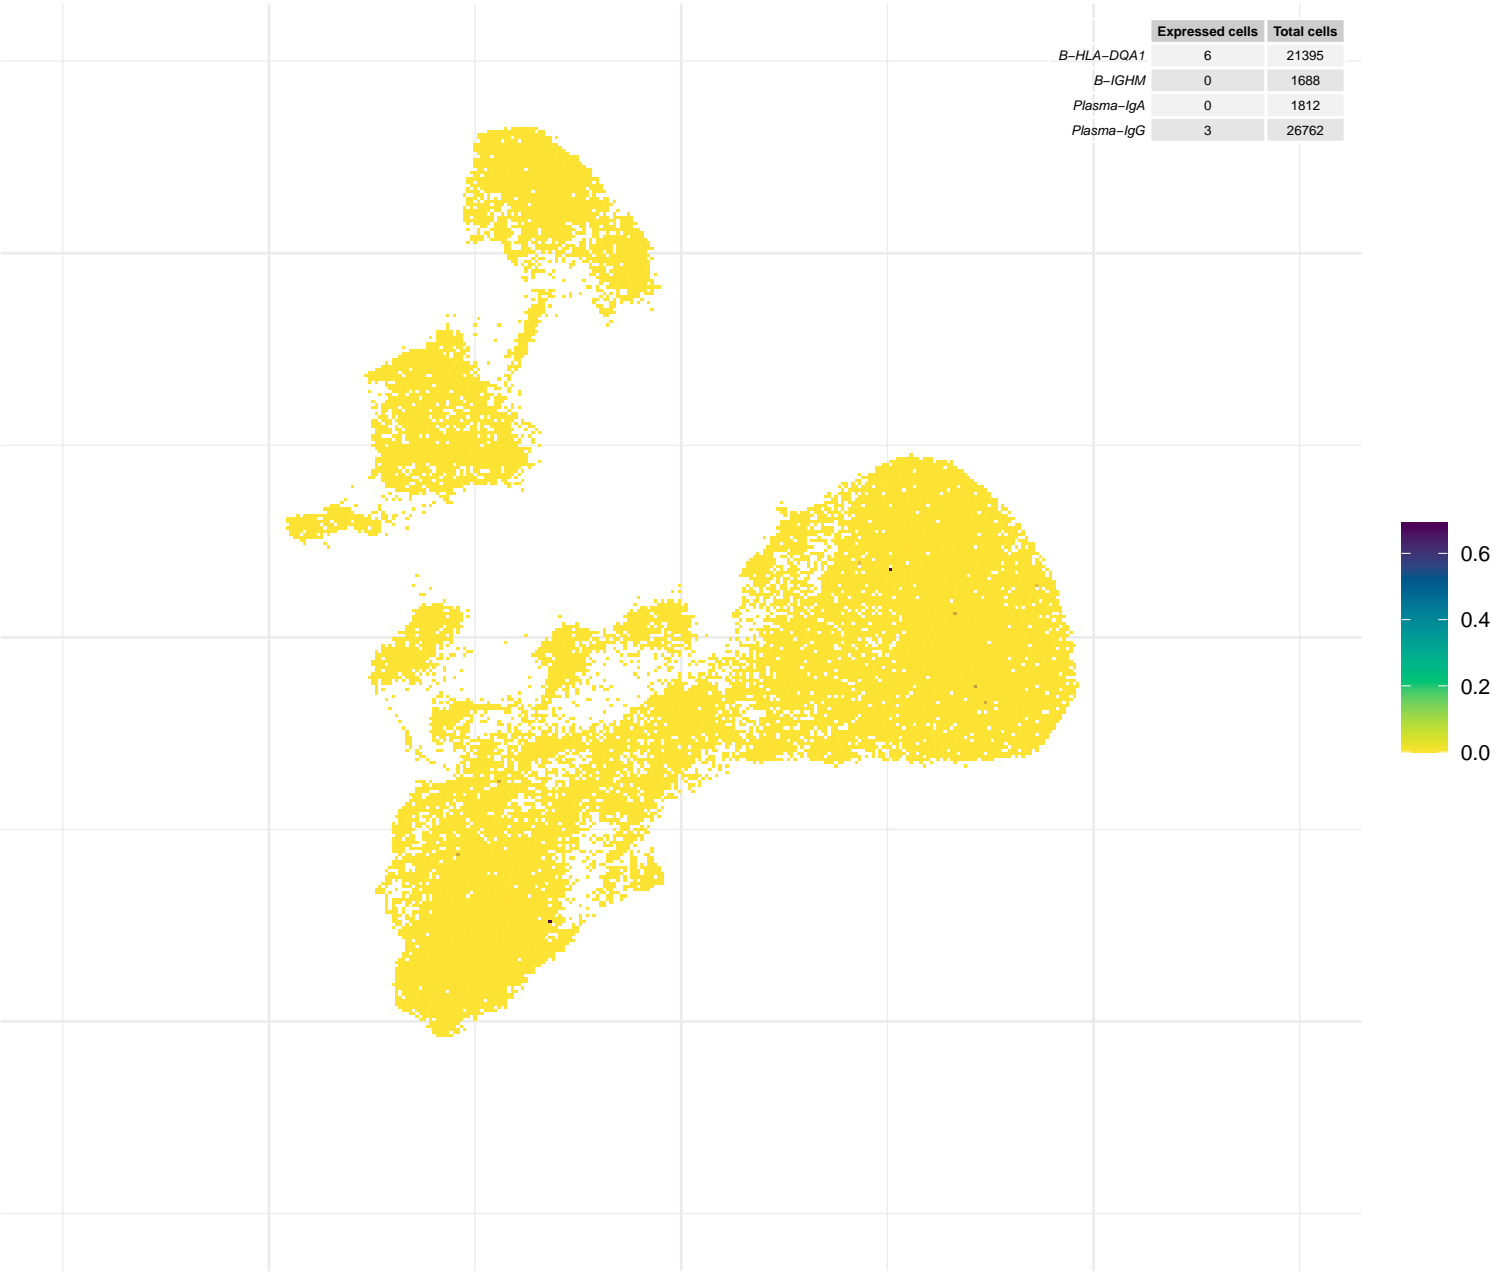 Expressed cells Total cells
B−HLA−DQA1 6 21395
B−IGHM 0 1688
Plasma−IgA 0 1812
Plasma−IgG 3 26762
0.6
0.4
0.2
0.0